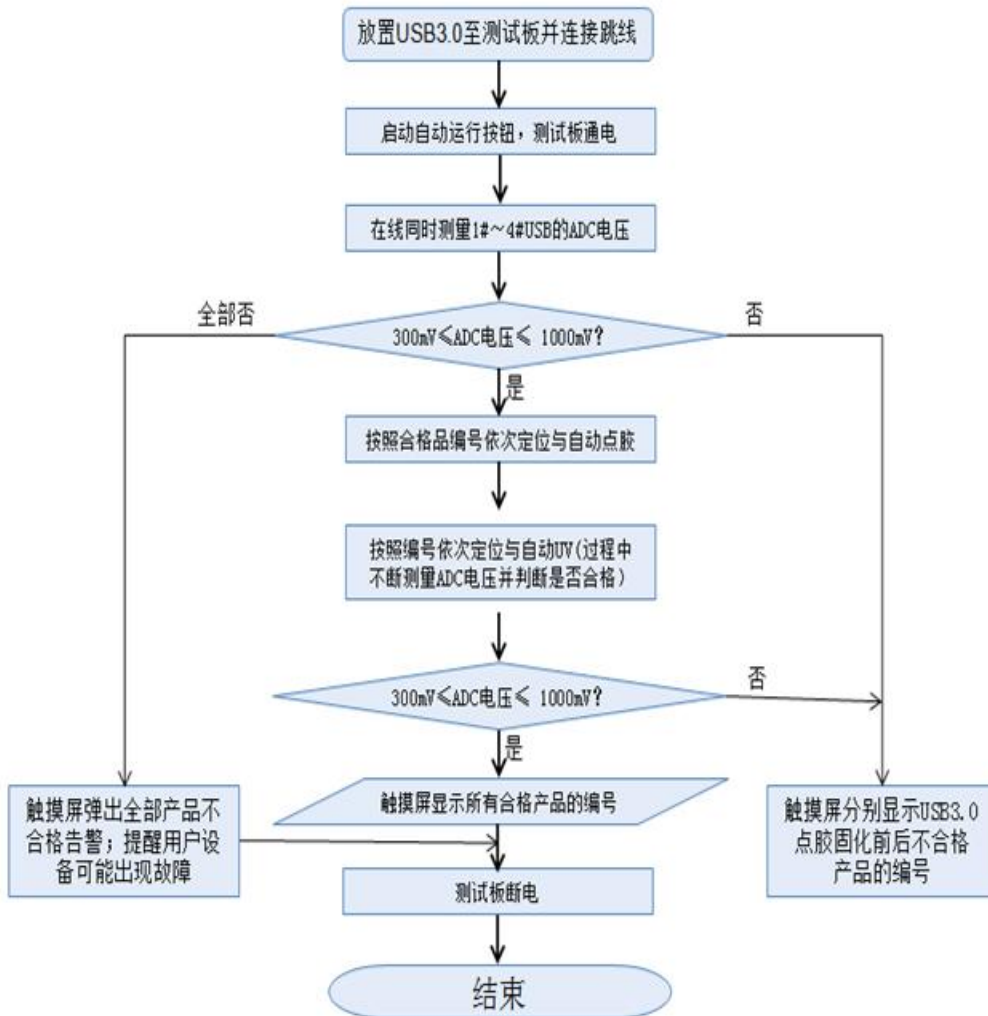 放置USB3.0至测试板并连接跳线
启动自动运行按钮，测试板通电
在线同时测量1#～4#USB的ADC电压
全部否
300mV≤ADC电压≤ 1000mV?
否
是
按照合格品编号依次定位与自动点胶
按照编号依次定位与自动UV(过程中
不断测量ADC电压并判断是否合格)
300mV≤ADC电压≤ 1000mV?
否
是
触摸屏弹出全部产品不
合格告警；提醒用户设
备可能出现故障
触摸屏显示所有合格产品的编号
触摸屏分别显示USB3.0
点胶固化前后不合格
产品的编号
测试板断电
结束